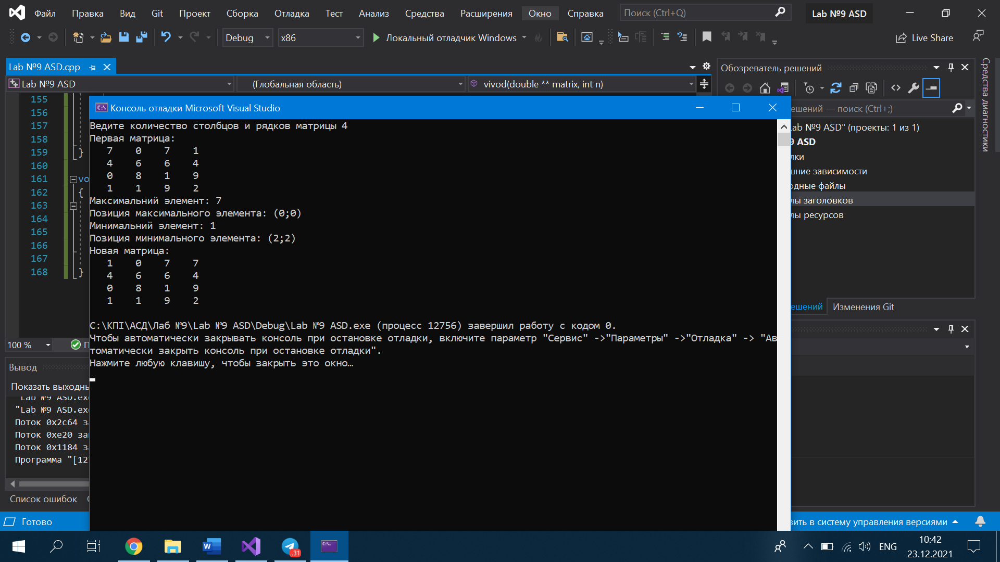 Файл Правка Вид Git Проект Сборка Отладка Тест Анализ Средства Расширения Окно Справка Поиск (Ctrl+Q) Lab №9 ASD
Debug x86 Локальный отладчик Windows Live Share
Lab №9 ASD.cpp
Lab №9 ASD (Глобальная область) vivod(double ** matrix, int n)
155
156
157
158
159 }
160
161 vo
162 {
163
164
165
166
167
168 }
100 %
Консоль отладки Microsoft Visual Studio
Ведите количество столбцов и рядков матрицы 4
Первая матрица:
7 0 7 1
4 6 6 4
0 8 1 9
1 1 9 2
Максимальний элемент: 7
Позиция максимального элемента: (0;0)
Минимальний элемент: 1
Позиция минимального элемента: (2;2)
Новая матрица:
1 0 7 7
4 6 6 4
0 8 1 9
1 1 9 2
C:\КПІ\АСД\Лаб №9\Lab №9 ASD\Debug\Lab №9 ASD.exe (процесс 12756) завершил работу с кодом 0.
Чтобы автоматически закрывать консоль при остановке отладки, включите параметр "Сервис" ->"Параметры" ->"Отладка" -> "Ав
томатически закрыть консоль при остановке отладки".
Нажмите любую клавишу, чтобы закрыть это окно…
Обозреватель решений
ешений — поиск (Ctrl+;)
Lab №9 ASD" (проекты: 1 из 1)
9 ASD
лки
шние зависимости
одные файлы
лы заголовков
лы ресурсов
ешений Изменения Git
Средства диагностики
Вывод
Показать выходнь
"Lab №9 ASD.exe
"Lab №9 ASD.exe
Поток 0x2c64 за
Поток 0xe20 зав
Поток 0x1184 за
Программа "[127
Список ошибок
Готово
вить в систему управления версиями
C:\
..31
ENG
10:42
23.12.2021